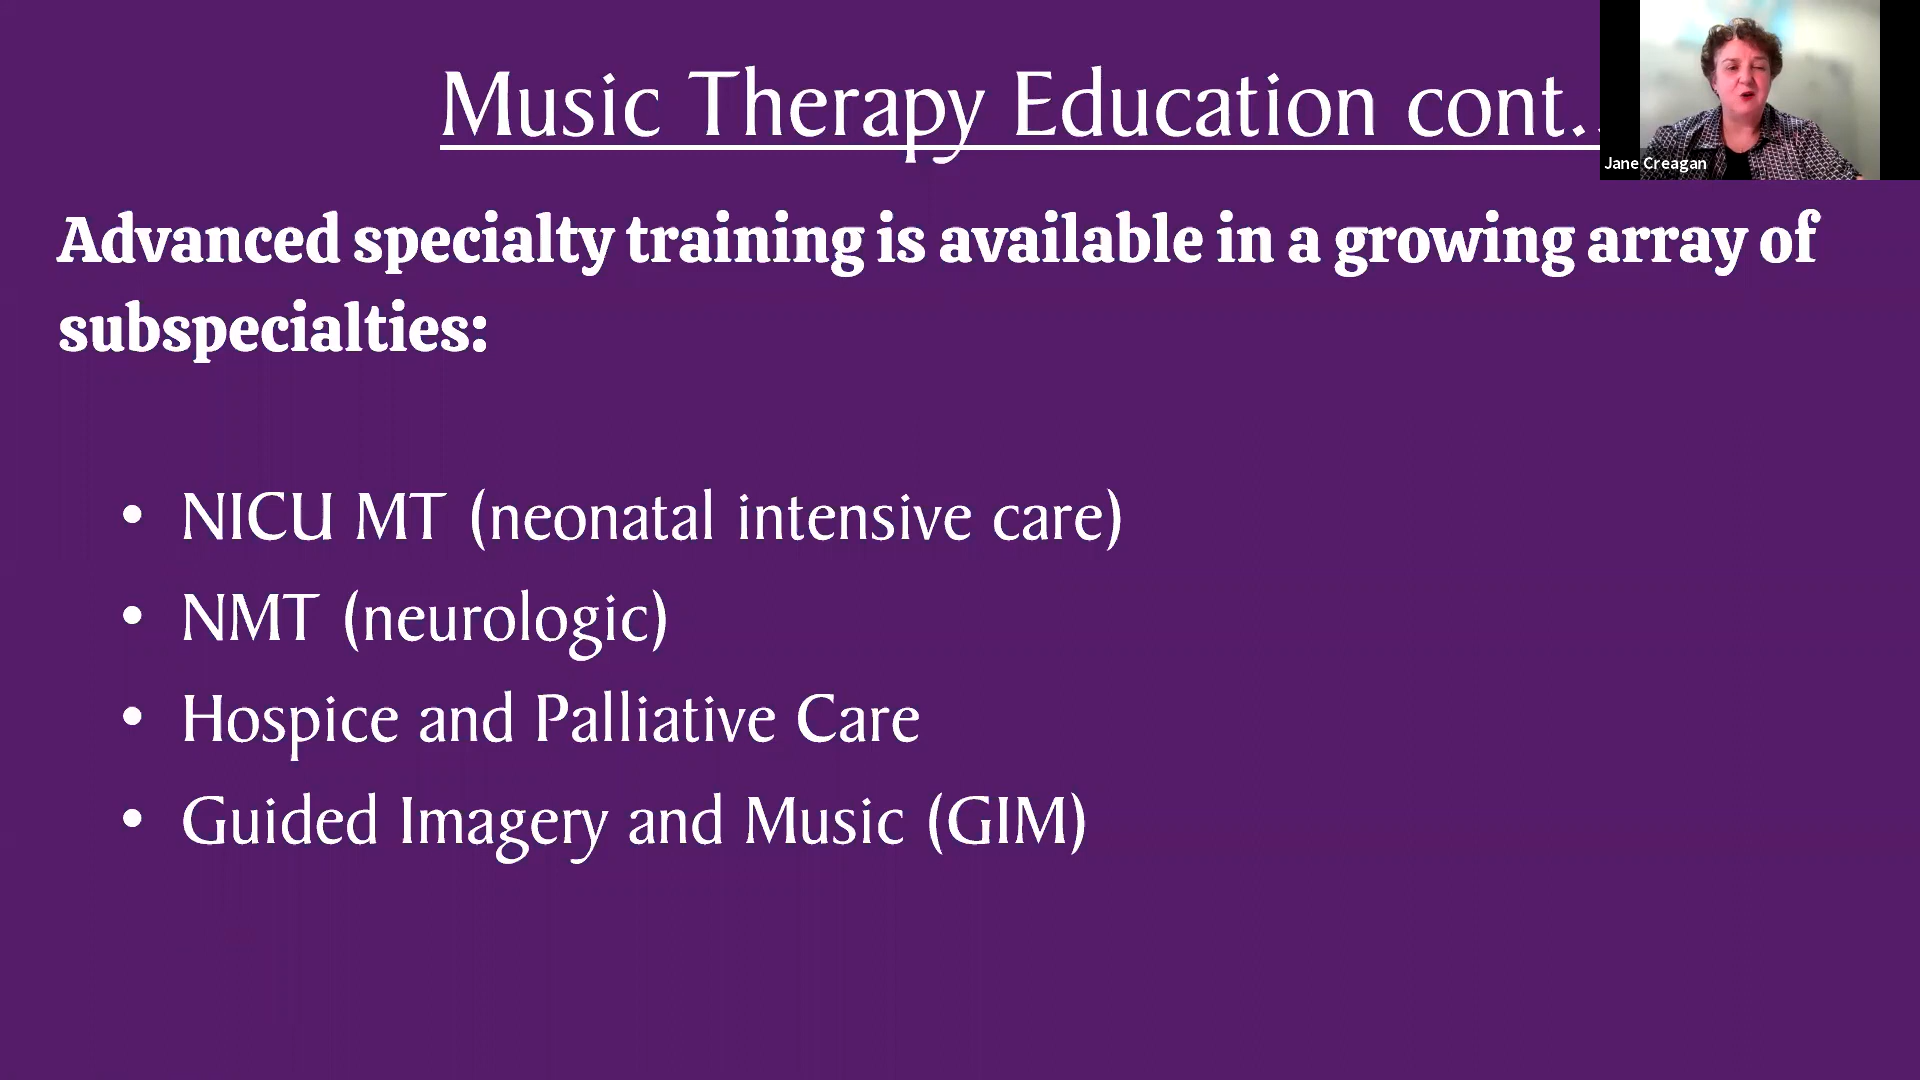 Music Therapy Education cont..
Jane Creagan
Advanced specialty training is available in a growing array of
subspecialties:
• NICU MT (neonatal intensive care)
• NMT (neurologic)
• Hospice and Palliative Care
• Guided Imagery and Music (GIM)